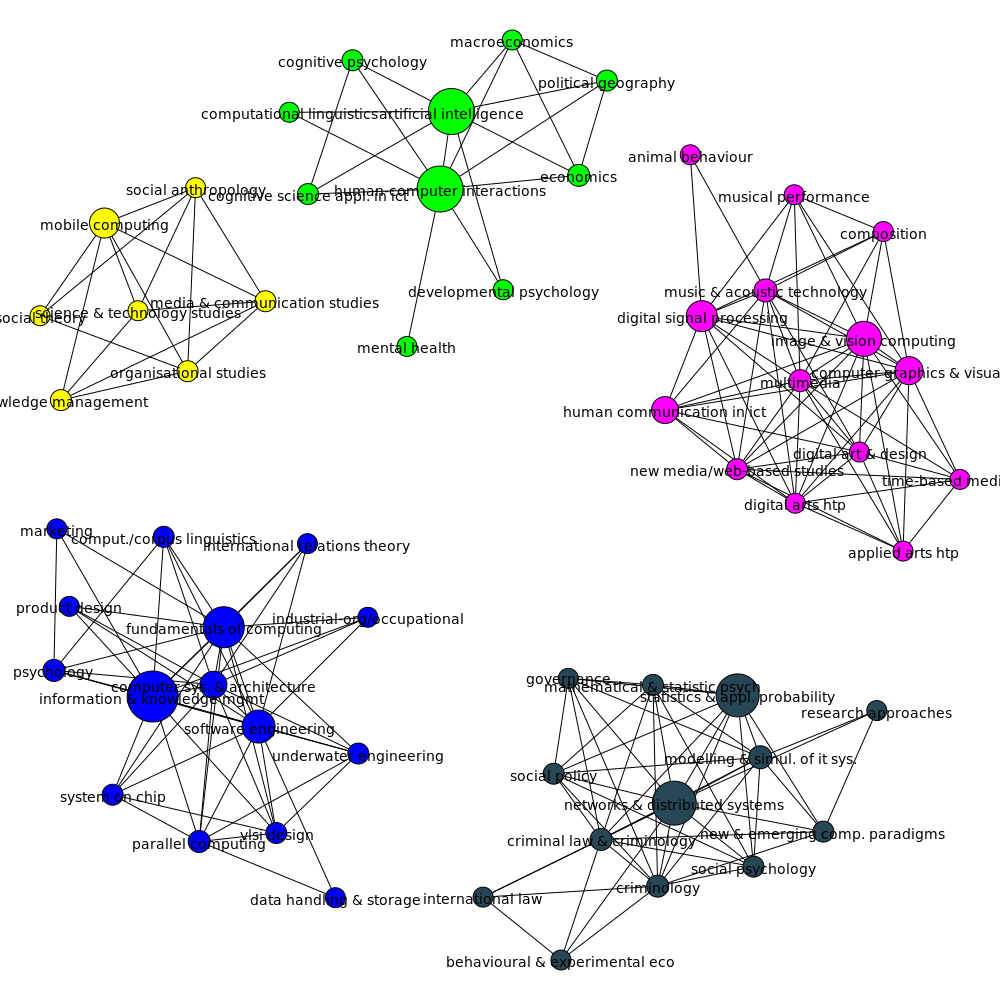 macroeconomics
cognitive psychology
political geography
computational linguistics
artificial intelligence
economics
human computer interactions
cognitive science appl. in ict
developmental psychology
mental health
social anthropology
mobile computing
media & communication studies
science & technology studies
social theory
organisational studies
wledge management
animal behaviour
musical performance
composition
music & acoustic technology
digital signal processing
image & vision computing
computer graphics & visua
multimedia
human communication in ict
digital art & design
new media/web-based studies
time-based medi
digital arts htp
applied arts htp
marketing
comput./corpus linguistics
international relations theory
product design
industrial org/occupational
fundamentals of computing
psychology
computer sys. & architecture
information & knowledge mgmt
software engineering
underwater engineering
system on chip
vlsi design
parallel computing
data handling & storage
governance
mathematical & statistic psych
statistics & appl. probability
research approaches
modelling & simul. of it sys.
social policy
networks & distributed systems
new & emerging comp. paradigms
criminal law & criminology
social psychology
criminology
international law
behavioural & experimental eco